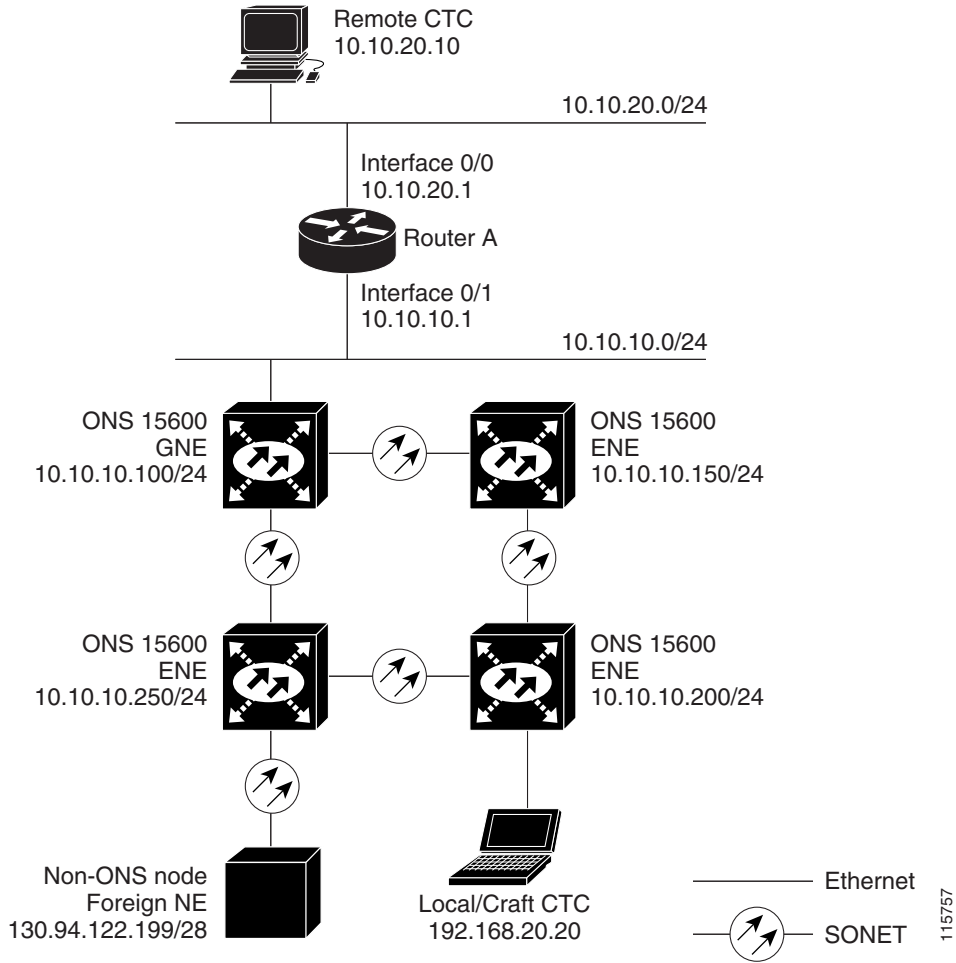 Remote CTC
10.10.20.10
10.10.20.0/24
Interface 0/0
10.10.20.1
Router A
Interface 0/1
10.10.10.1
10.10.10.0/24
ONS 15600
GNE
10.10.10.100/24
ONS 15600
ENE
10.10.10.150/24
ONS 15600
ENE
10.10.10.250/24
ONS 15600
ENE
10.10.10.200/24
Non-ONS node
Foreign NE
130.94.122.199/28
Local/Craft CTC
192.168.20.20
Ethernet
SONET
115757